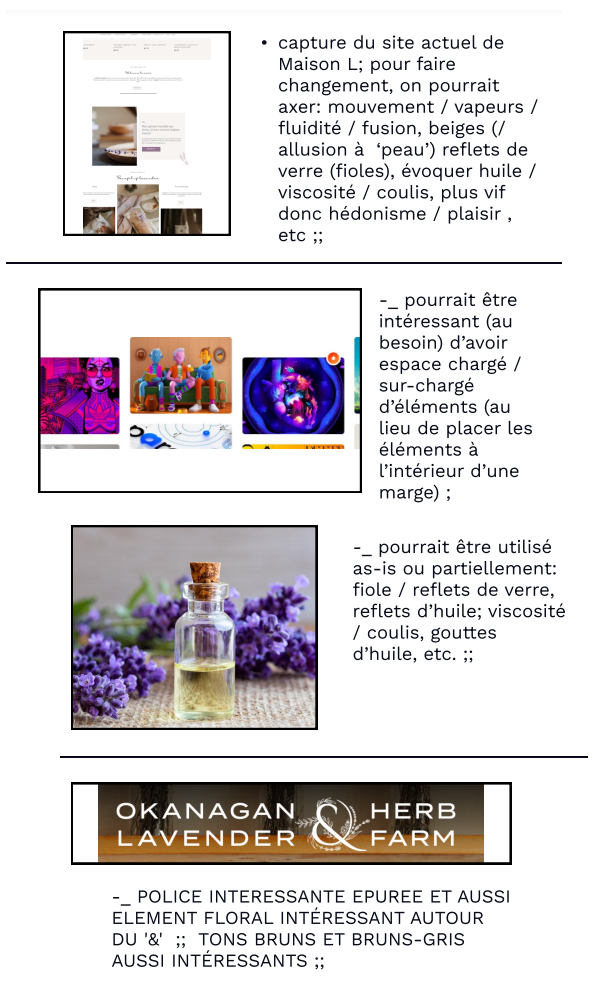 • capture du site actuel de
Maison L; pour faire
changement, on pourrait
axer: mouvement / vapeurs /
fluidité / fusion, beiges (/
allusion à  ‘peau’) reflets de
verre (fioles), évoquer huile /
viscosité / coulis, plus vif
donc hédonisme / plaisir ,
etc ;;
-_ pourrait être
intéressant (au
besoin) d’avoir
espace chargé /
sur-chargé
d’éléments (au
lieu de placer les
éléments à
l’intérieur d’une
marge) ;
-_ pourrait être utilisé
as-is ou partiellement:
fiole / reflets de verre,
reflets d’huile; viscosité
/ coulis, gouttes
d’huile, etc. ;;
OKANAGAN & HERB
LAVENDER FARM
-_ POLICE INTERESSANTE EPUREE ET AUSSI
ELEMENT FLORAL INTÉRESSANT AUTOUR
DU '&'  ;;  TONS BRUNS ET BRUNS-GRIS
AUSSI INTÉRESSANTS ;;